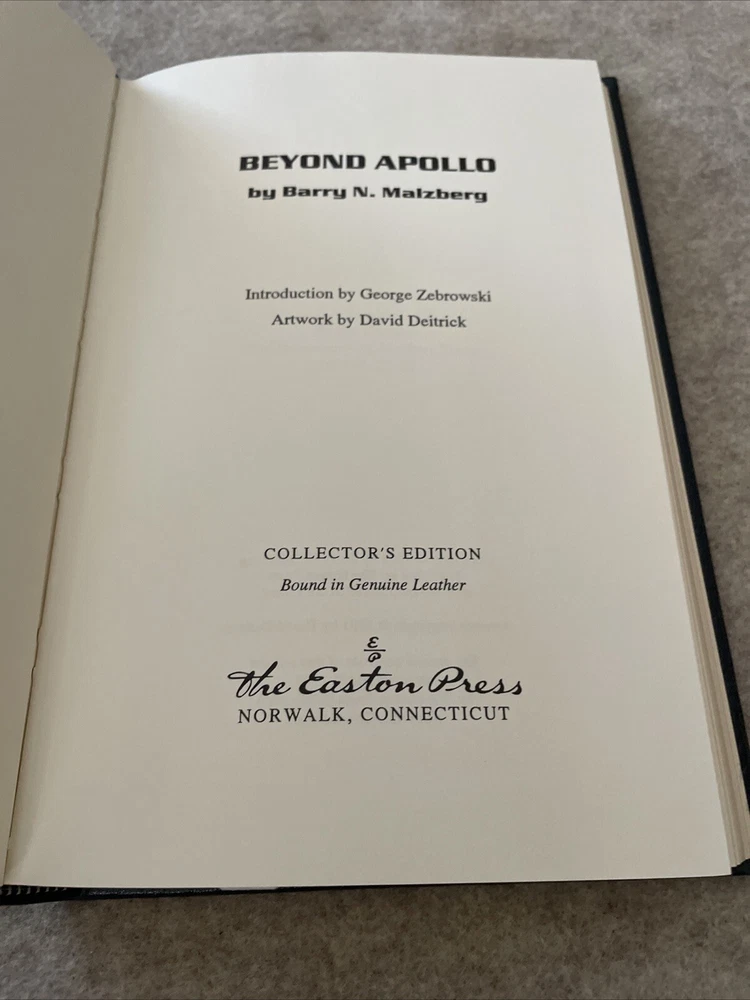 BEYOND APOLLO
by Barry N. Malzberg
Introduction by George Zebrowski
Artwork by David Deitrick
COLLECTOR'S EDITION
Bound in Genuine Leather
E
P
The Easton Press
NORWALK, CONNECTICUT